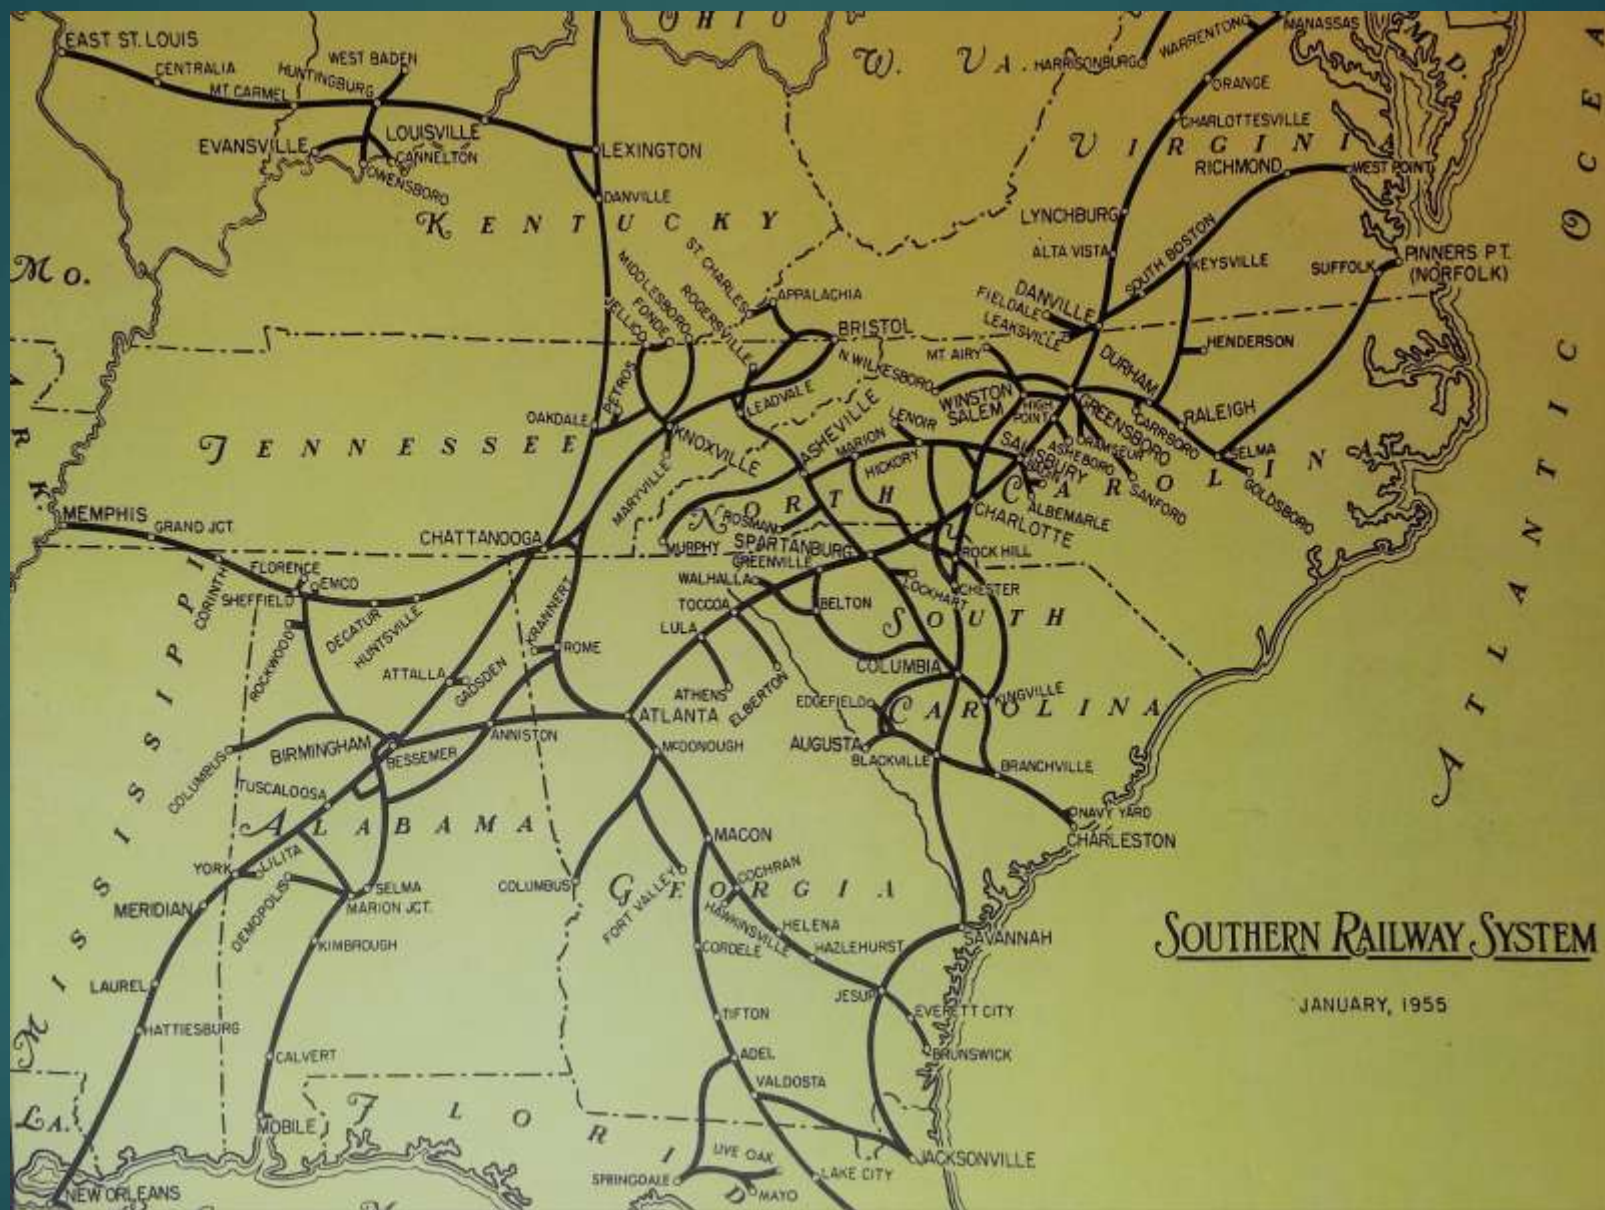 OHIO
MD.
W. VA.
VIRGINIA
KENTUCKY
MO.
ARK.
TENNESSEE
NORTH
CAROLINA
SOUTH
CAROLINA
MISSISSIPPI
ALABAMA
GEORGIA
FLORID
LA.
ATLANTIC OCEA
EAST ST. LOUIS
CENTRALIA
MT. CARMEL
HUNTINGBURG
WEST BADEN
EVANSVILLE
LOUISVILLE
CANNELTON
OWENSBORO
LEXINGTON
DANVILLE
HARRISONBURG
WARRENTON
MANASSAS
ORANGE
CHARLOTTESVILLE
RICHMOND
WEST POINT
LYNCHBURG
ALTA VISTA
SOUTH BOSTON
KEYSVILLE
SUFFOLK
PINNERS PT.
(NORFOLK)
DANVILLE
FIELDALE
LEAKSVILLE
HENDERSON
ST. CHARLES
APPALACHIA
MIDDLESBORO
ROGERSVILLE
FONDE
JELLICO
BRISTOL
N. WILKESBORO
MT. AIRY
WINSTON
SALEM
HIGH
POINT
DURHAM
GREENSBORO
CARRBORO
RALEIGH
SELMA
GOLDSBORO
RAMSEUR
ASHEBORO
SANFORD
SALISBURY
BADIN
ALBEMARLE
CHARLOTTE
PETROS
OAKDALE
KNOXVILLE
LEADVALE
MARYVILLE
ASHEVILLE
LENOIR
MARION
HICKORY
ROSMAN
MURPHY
SPARTANBURG
GREENVILLE
ROCK HILL
CHESTER
LOCKHART
WALHALLA
BELTON
TOCCOA
LULA
ATHENS
ELBERTON
COLUMBIA
KINGVILLE
EDGEFIELD
AUGUSTA
BLACKVILLE
BRANCHVILLE
NAVY YARD
CHARLESTON
MEMPHIS
GRAND JCT.
CHATTANOOGA
CORINTH
FLORENCE
EMCO
SHEFFIELD
DECATUR
HUNTSVILLE
ROCKWOOD
KRANNERT
ROME
ATTALLA
GADSDEN
ATLANTA
ANNISTON
McDONOUGH
COLUMBUS
BIRMINGHAM
BESSEMER
TUSCALOOSA
YORK
LILITA
DEMOPOLIS
SELMA
MARION JCT.
MERIDIAN
KIMBROUGH
LAUREL
HATTIESBURG
CALVERT
MOBILE
NEW ORLEANS
COLUMBUS
FORT VALLEY
MACON
COCHRAN
HAWKINSVILLE
HELENA
HAZLEHURST
CORDELE
TIFTON
ADEL
VALDOSTA
JESUP
SAVANNAH
EVERETT CITY
BRUNSWICK
JACKSONVILLE
LIVE OAK
SPRINGDALE
MAYO
LAKE CITY
SOUTHERN RAILWAY SYSTEM
JANUARY, 1955